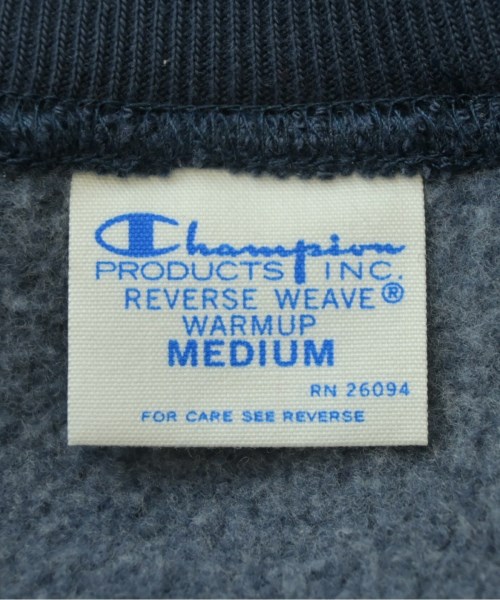 Champion
PRODUCTS INC.
REVERSE WEAVE®
WARMUP
MEDIUM
RN 26094
FOR CARE SEE REVERSE